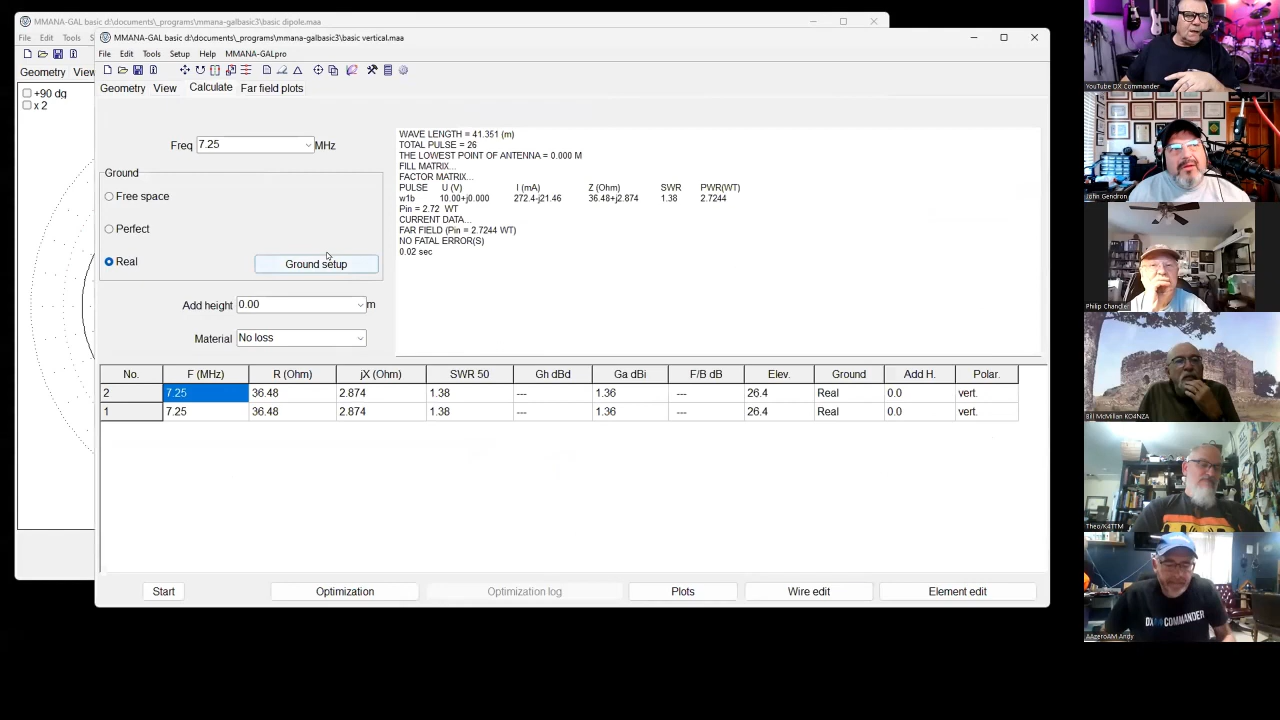 MMANA-GAL basic d:\documents\_programs\mmana-galbasic3\basic dipole.maa
File Edit Tools
Geometry View
+90 dg
x 2
MMANA-GAL basic d:\documents\_programs\mmana-galbasic3\basic vertical.maa
File Edit Tools Setup Help MMANA-GALpro
Geometry View Calculate Far field plots
Freq 7.25 MHz
Ground
Free space
Perfect
Real Ground setup
Add height 0.00 m
Material No loss
WAVE LENGTH = 41.351 (m)
TOTAL PULSE = 26
THE LOWEST POINT OF ANTENNA = 0.000 M
FILL MATRIX...
FACTOR MATRIX...
PULSE U (V) I (mA) Z (Ohm) SWR PWR(WT)
w1b 10.00+j0.000 272.4-j21.46 36.48+j2.874 1.38 2.7244
Pin = 2.72 WT
CURRENT DATA...
FAR FIELD (Pin = 2.7244 WT)
NO FATAL ERROR(S)
0.02 sec
No. F (MHz) R (Ohm) jX (Ohm) SWR 50 Gh dBd Ga dBi F/B dB Elev. Ground Add H. Polar.
2 7.25 36.48 2.874 1.38 --- 1.36 --- 26.4 Real 0.0 vert.
1 7.25 36.48 2.874 1.38 --- 1.36 --- 26.4 Real 0.0 vert.
Start Optimization Optimization log Plots Wire edit Element edit
YouTube DX Commander
John Gendron
Philip Chandle
Bill McMillan KO4NZA
Theo/K4TTM
DX COMMANDER
AAzeroAM Andy